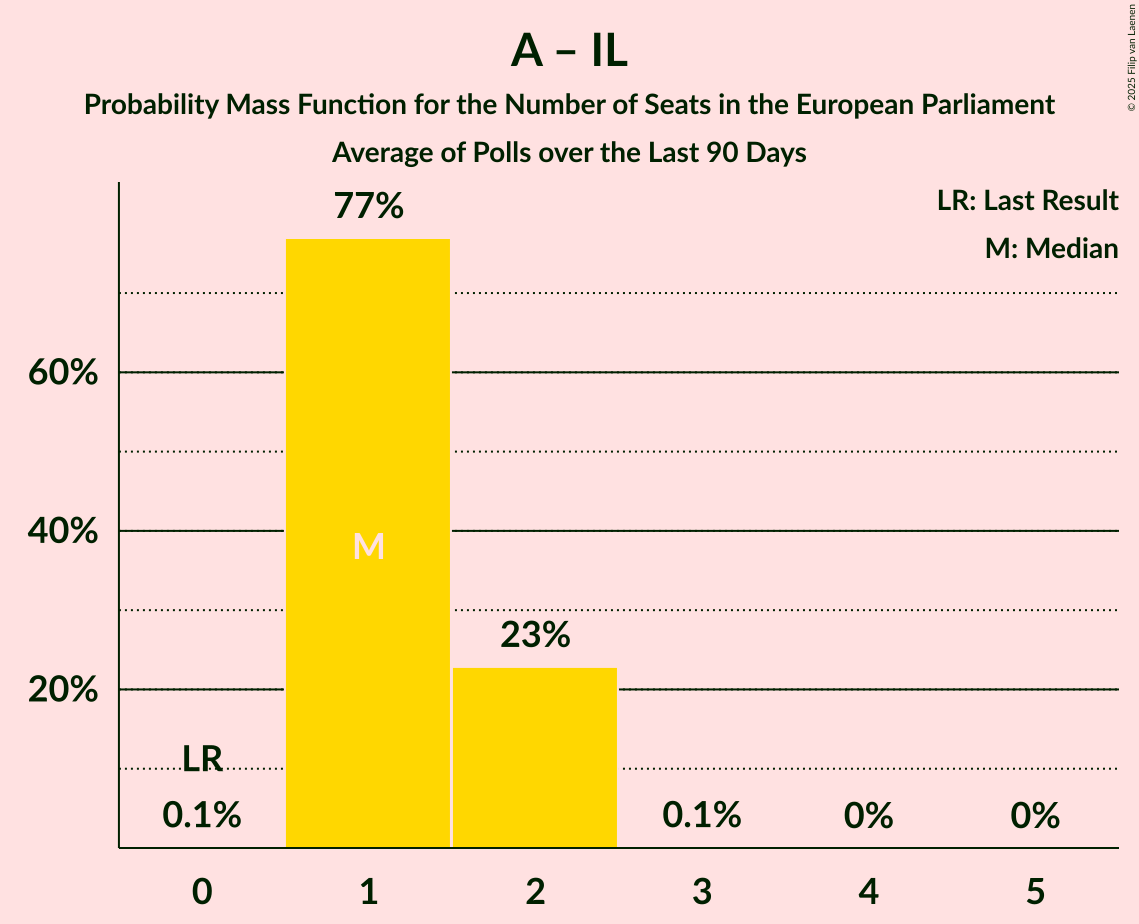 A – IL
Probability Mass Function for the Number of Seats in the European Parliament
Average of Polls over the Last 90 Days
© 2025 Filip van Laenen
LR: Last Result
M: Median
77%
60%
40%
M
23%
20%
LR
0.1%
0.1%
0%
0%
0 1 2 3 4 5